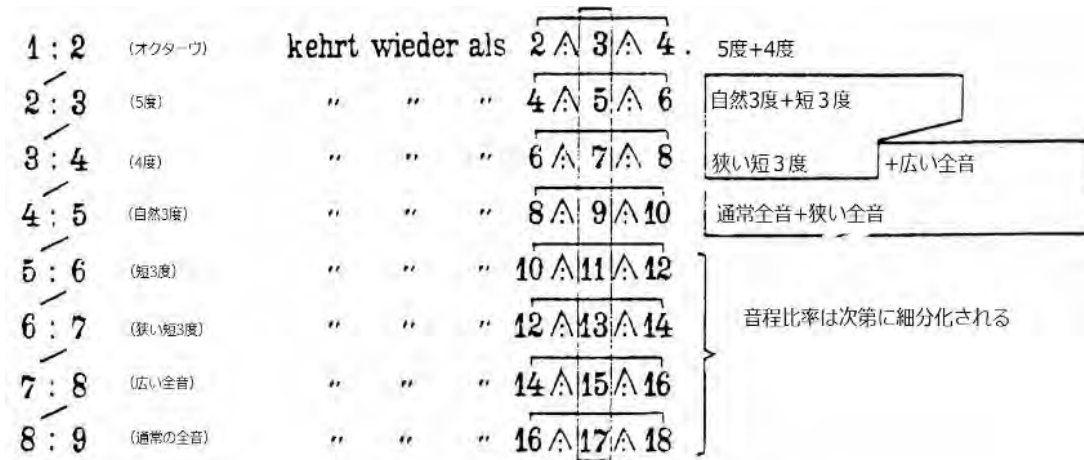 1 : 2 (オクターヴ) kehrt wieder als 2 3 4. 5度+4度
2 : 3 (5度) " " " 4 5 6 自然3度+短3度
3 : 4 (4度) " " " 6 7 8 狭い短3度 +広い全音
4 : 5 (自然3度) " " " 8 9 10 通常全音+狭い全音
5 : 6 (短3度) " " " 10 11 12
6 : 7 (狭い短3度) " " " 12 13 14 音程比率は次第に細分化される
7 : 8 (広い全音) " " " 14 15 16
8 : 9 (通常の全音) " " " 16 17 18